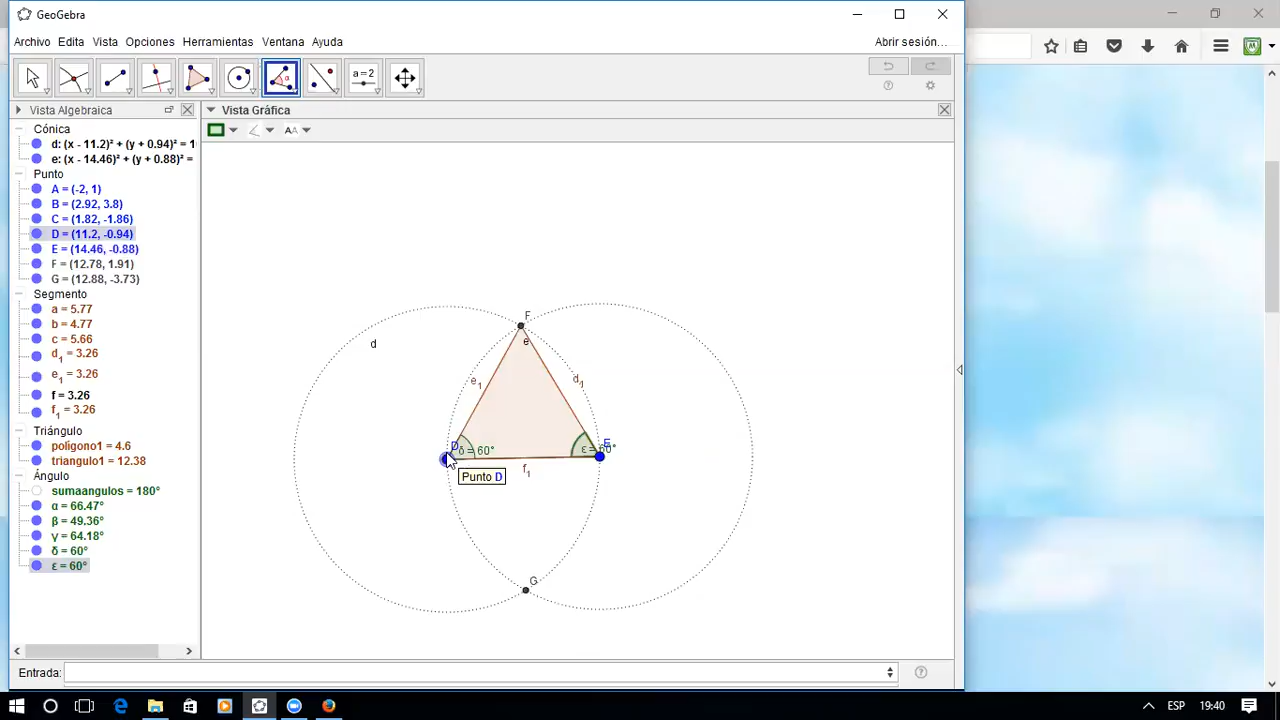 GeoGebra
Archivo Edita Vista Opciones Herramientas Ventana Ayuda
Abrir sesión...
α a=2
Vista Algebraica
Vista Gráfica
AA
Cónica
d: (x - 11.2)² + (y + 0.94)² = 1
e: (x - 14.46)² + (y + 0.88)² =
Punto
A = (-2, 1)
B = (2.92, 3.8)
C = (1.82, -1.86)
D = (11.2, -0.94)
E = (14.46, -0.88)
F = (12.78, 1.91)
G = (12.88, -3.73)
Segmento
a = 5.77
b = 4.77
c = 5.66
d₁ = 3.26
e₁ = 3.26
f = 3.26
f₁ = 3.26
Triángulo
polígono1 = 4.6
triangulo1 = 12.38
Ángulo
sumaangulos = 180°
α = 66.47°
β = 49.36°
γ = 64.18°
δ = 60°
ε = 60°
F
d
e
e₁
d₁
D
δ = 60°
E
ε = 60°
f₁
Punto D
G
Entrada:
ESP 19:40